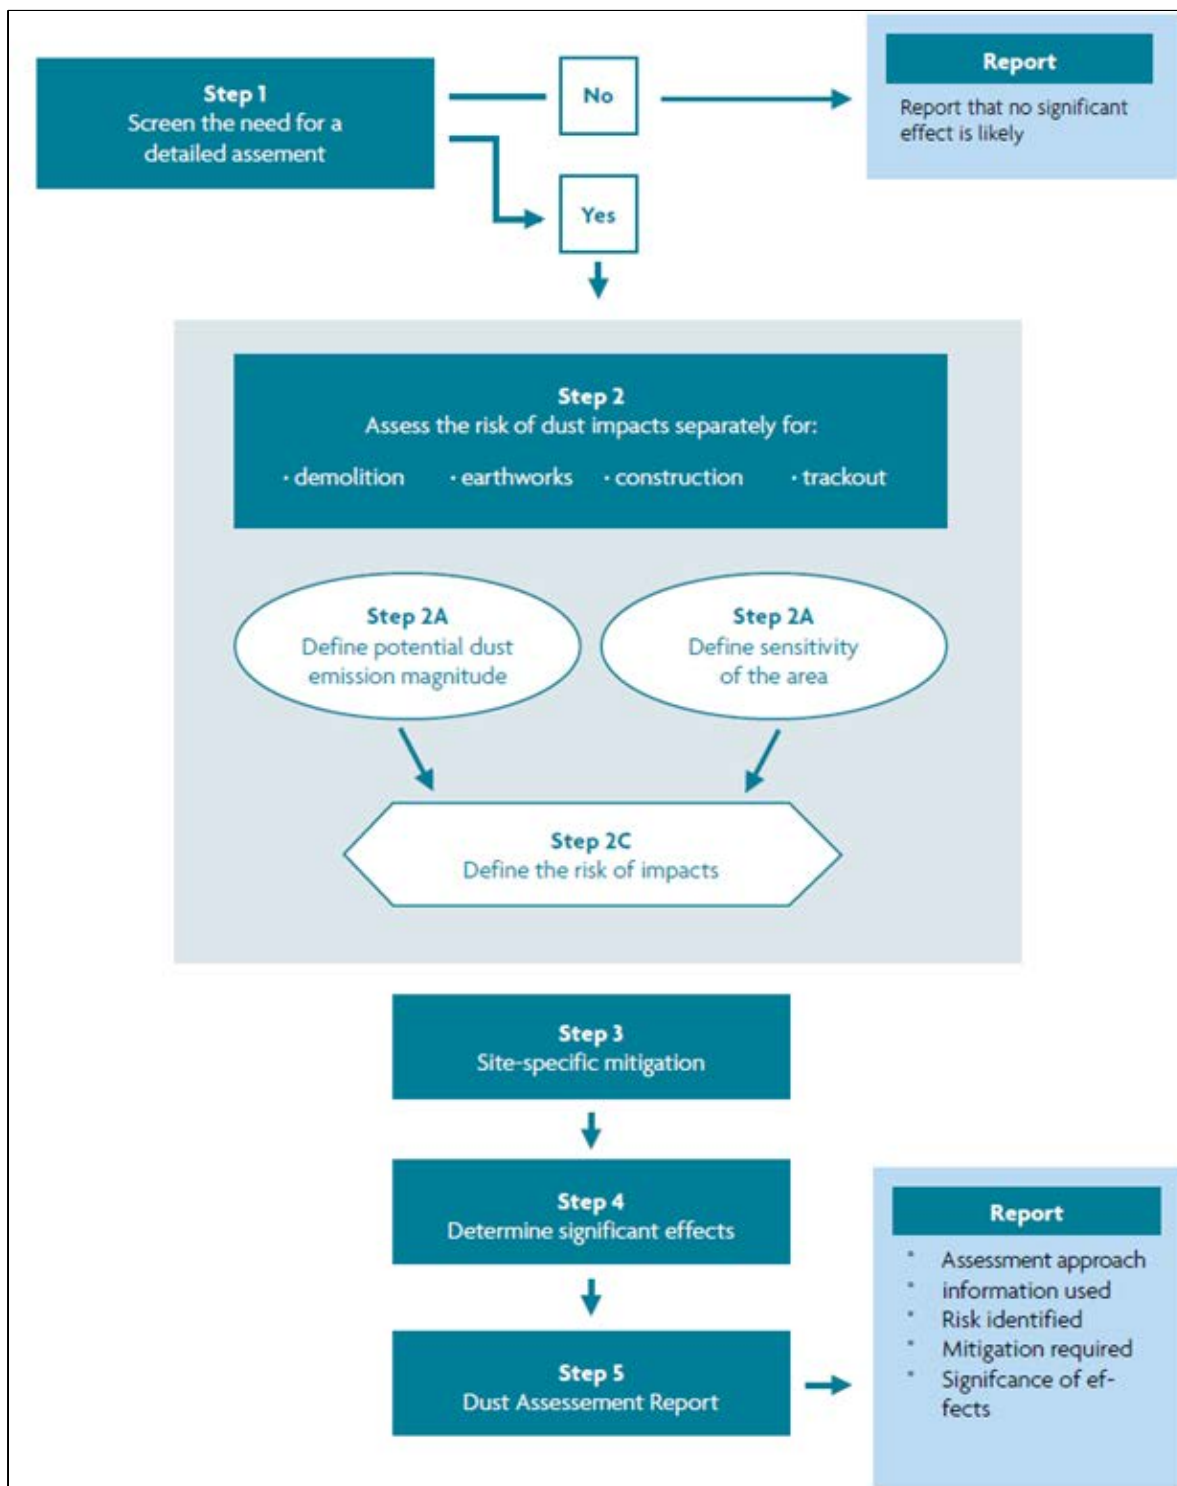 Step 1
Screen the need for a
detailed assement
No
Report
Report that no significant
effect is likely
Yes
Step 2
Assess the risk of dust impacts separately for:
· demolition · earthworks · construction · trackout
Step 2A
Define potential dust
emission magnitude
Step 2A
Define sensitivity
of the area
Step 2C
Define the risk of impacts
Step 3
Site-specific mitigation
Step 4
Determine significant effects
Step 5
Dust Assessement Report
Report
• Assessment approach
• information used
• Risk identified
• Mitigation required
• Signifcance of ef-
fects